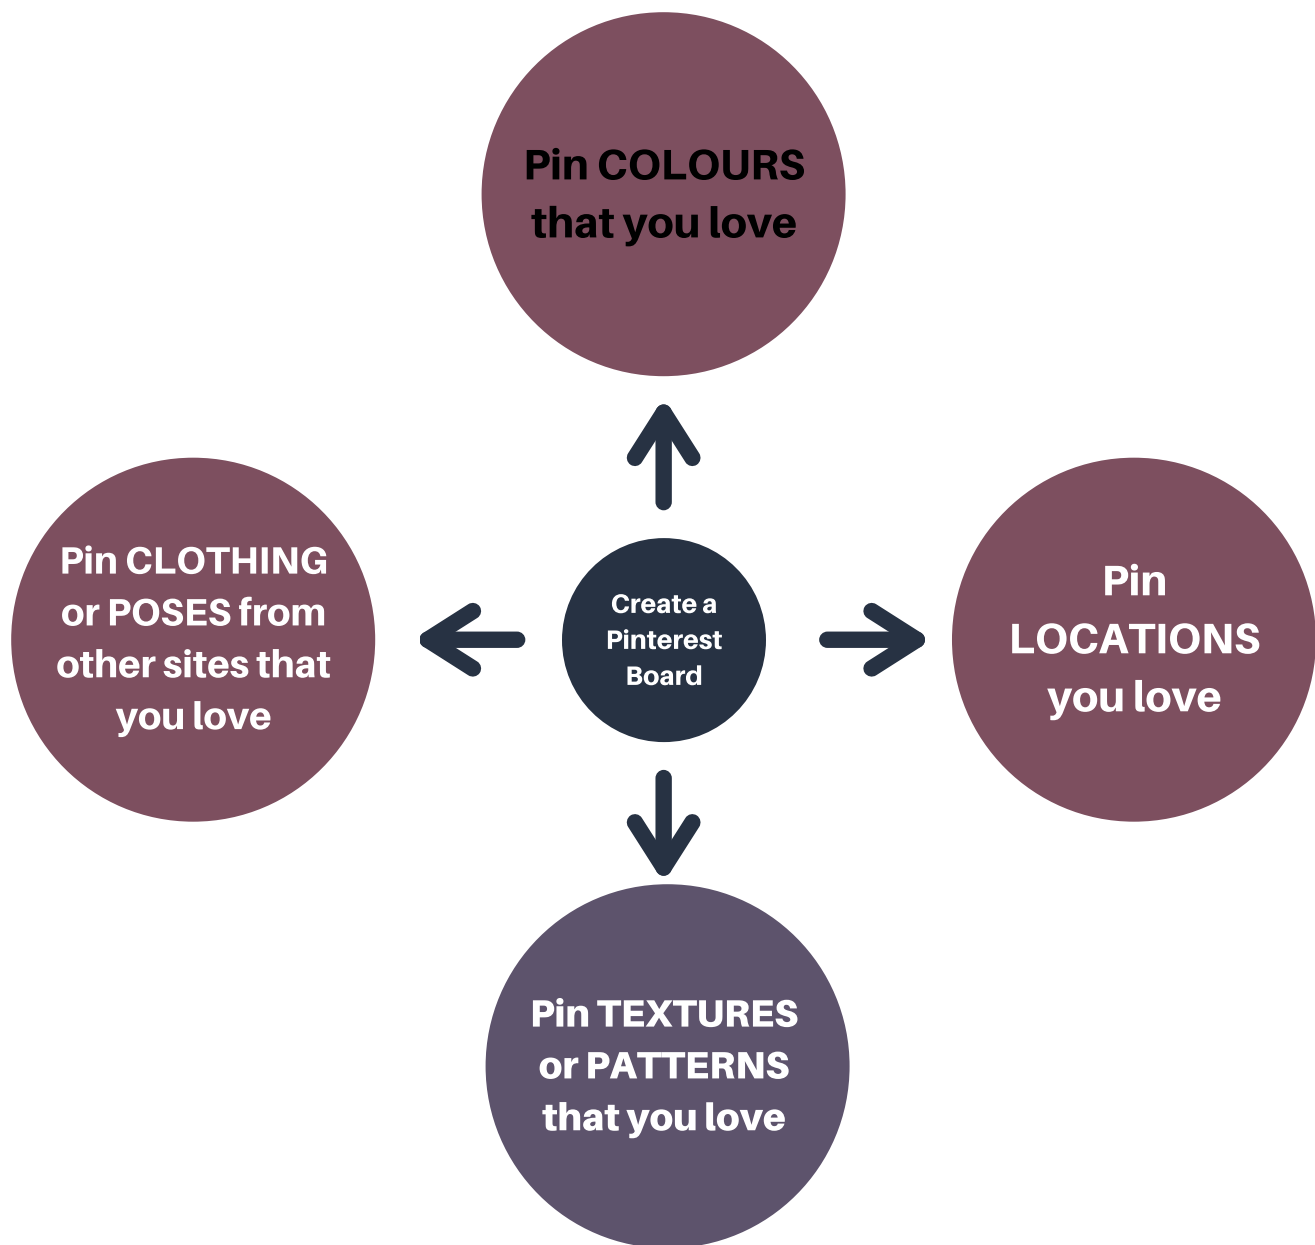 Pin COLOURS
that you love
Pin CLOTHING
or POSES from
other sites that
you love
Create a
Pinterest
Board
Pin
LOCATIONS
you love
Pin TEXTURES
or PATTERNS
that you love